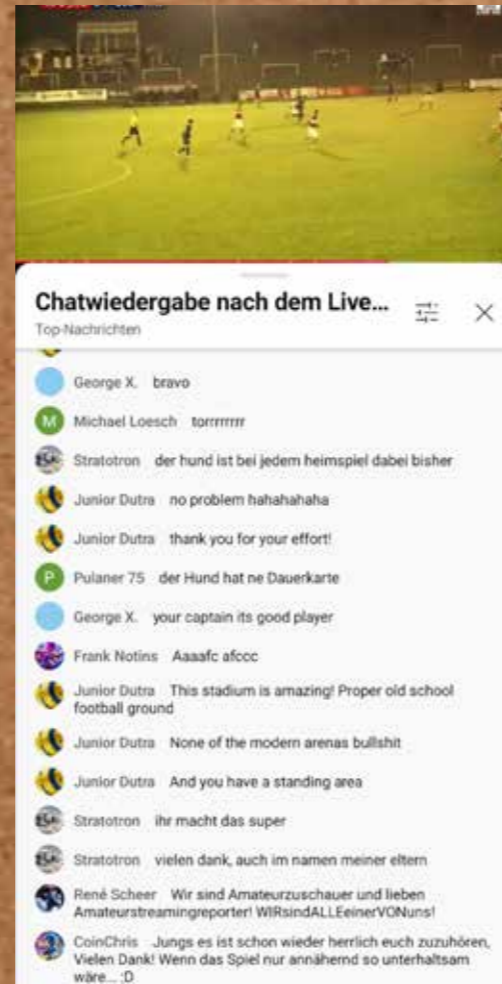 Chatwiedergabe nach dem Live...
Top-Nachrichten
George X. bravo
M
Michael Loesch torrrrrrr
Stratotron der hund ist bei jedem heimspiel dabei bisher
Junior Dutra no problem hahahahaha
Junior Dutra thank you for your effort!
P
Pulaner 75 der Hund hat ne Dauerkarte
George X. your captain its good player
Frank Notins Aaaafc afccc
Junior Dutra This stadium is amazing! Proper old school
football ground
Junior Dutra None of the modern arenas bullshit
Junior Dutra And you have a standing area
Stratotron ihr macht das super
Stratotron vielen dank, auch im namen meiner eltern
René Scheer Wir sind Amateurzuschauer und lieben
Amateurstreamingreporter! WIRsindALLEeinerVONuns!
CoinChris Jungs es ist schon wieder herrlich euch zuzuhören,
Vielen Dank! Wenn das Spiel nur annähernd so unterhaltsam
wäre... :D